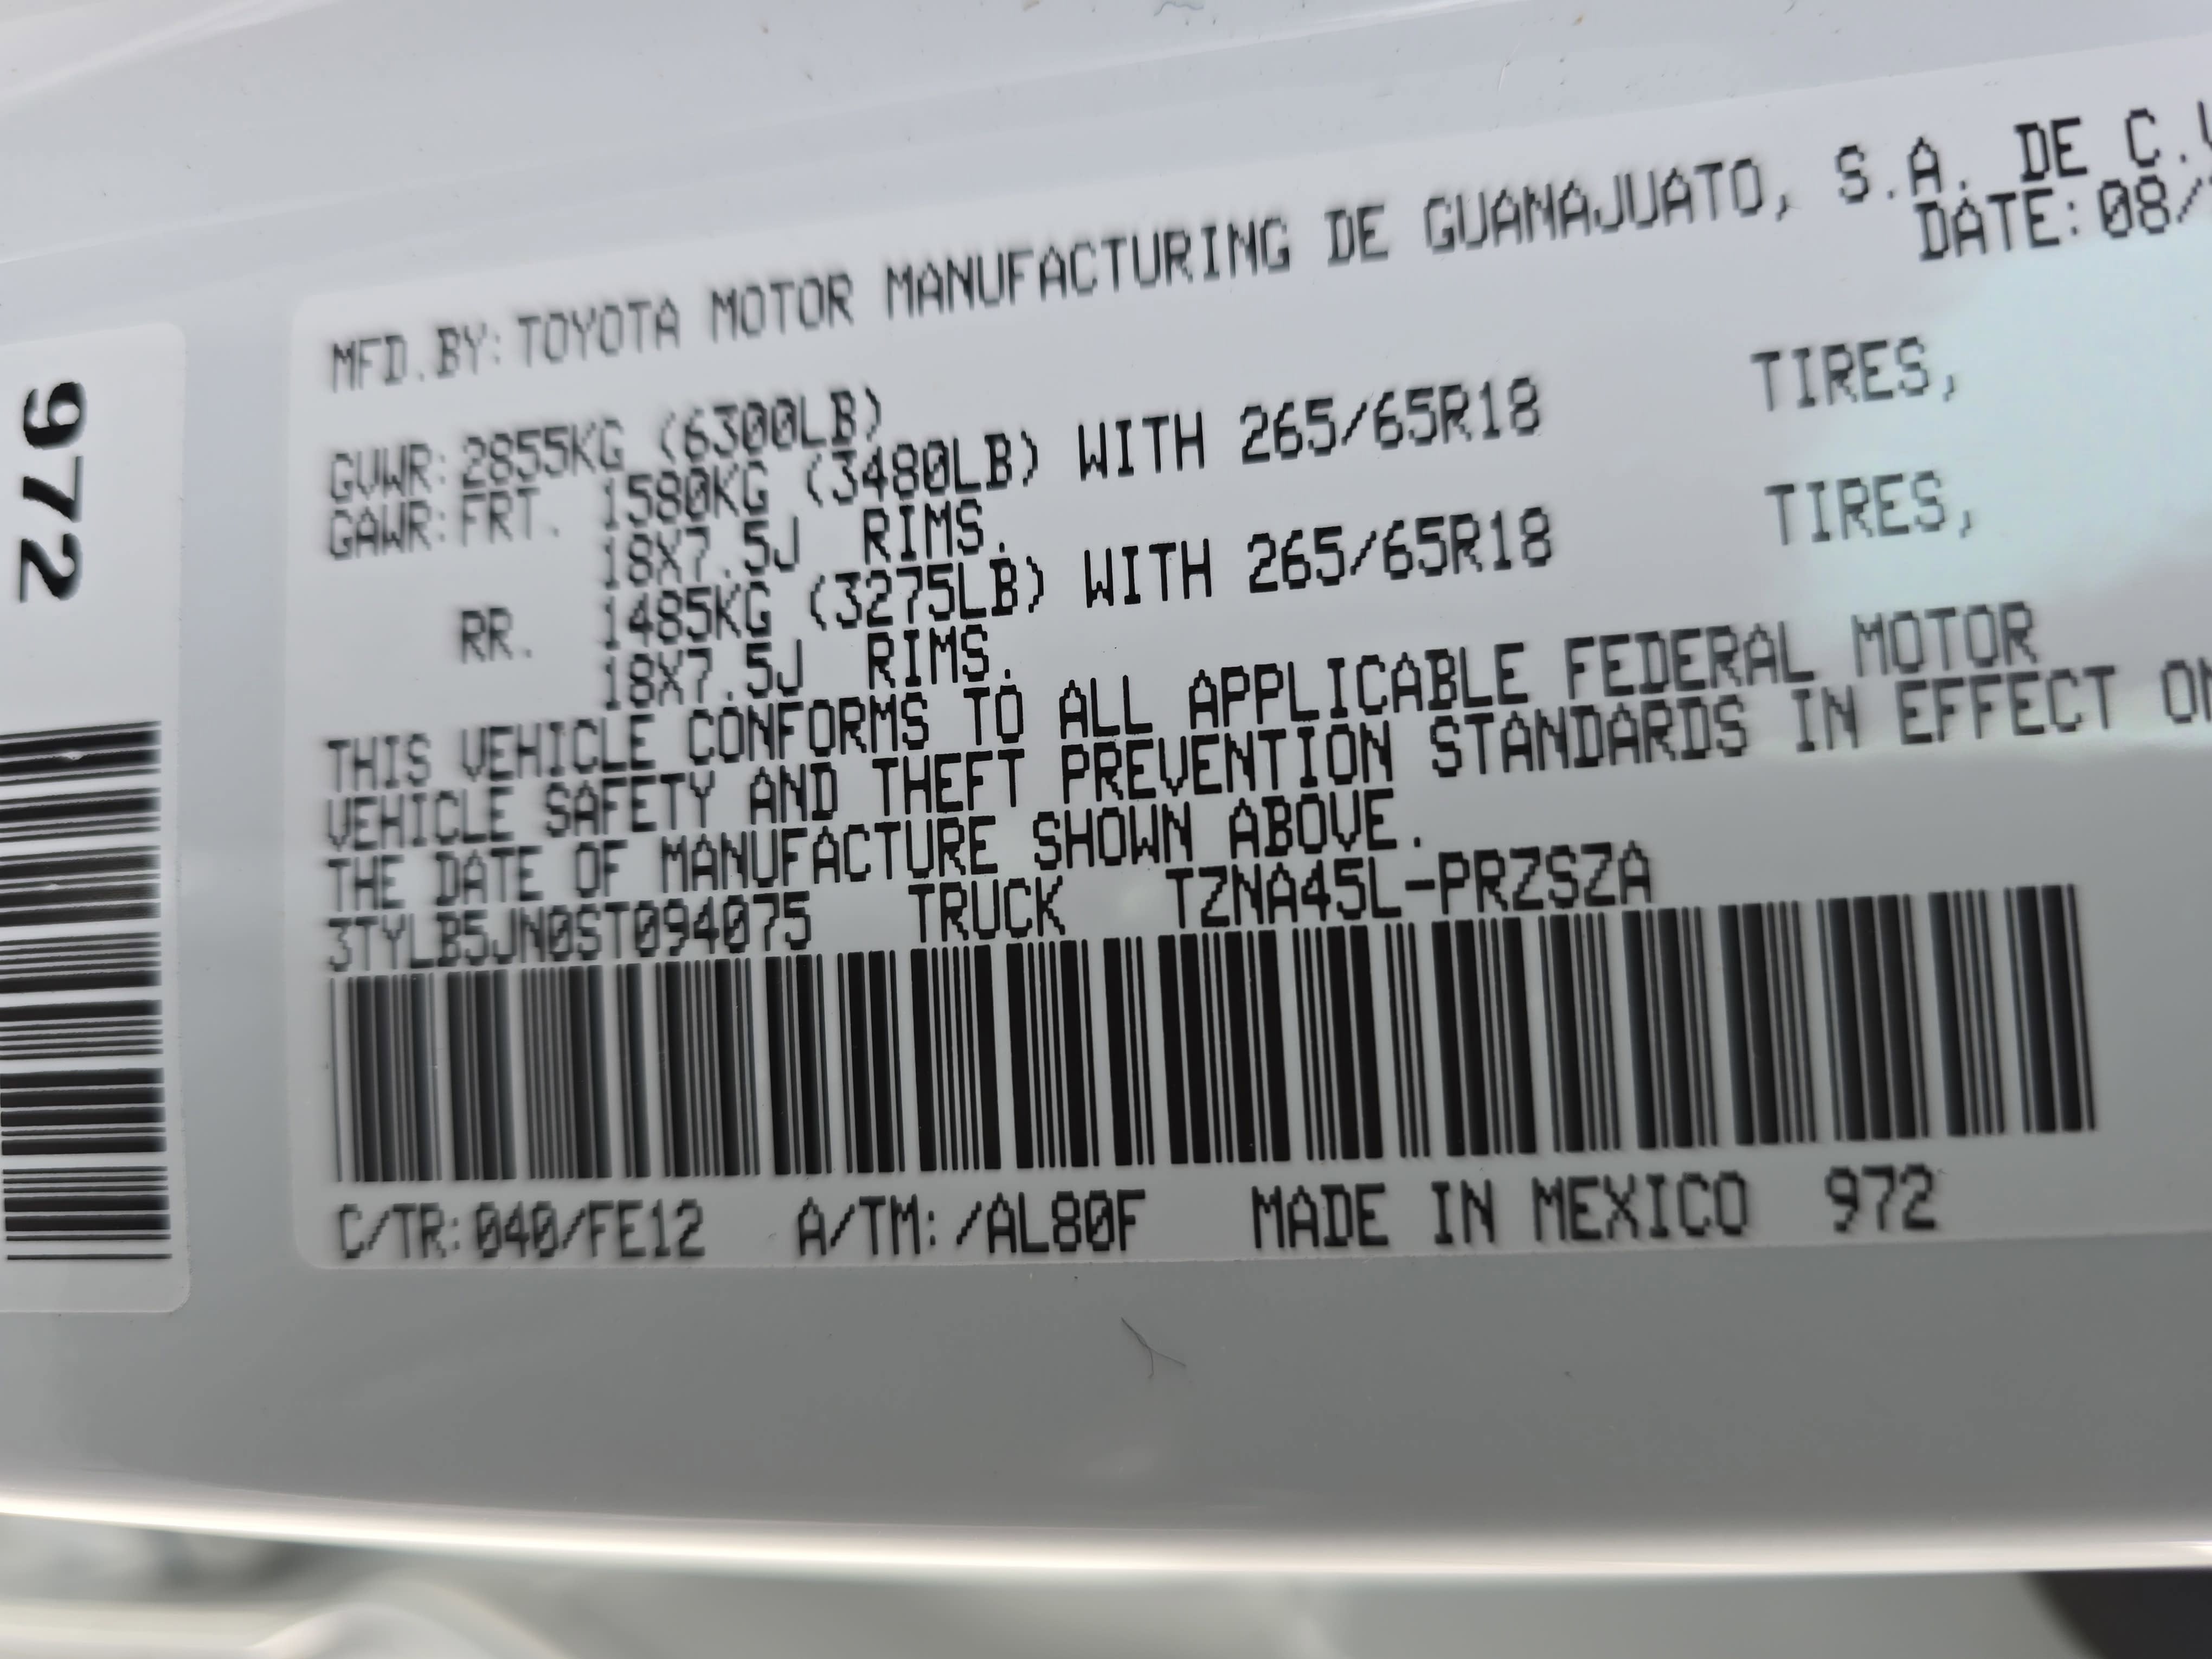 972
MFD.BY:TOYOTA MOTOR MANUFACTURING DE GUANAJUATO, S.A. DE C.V
DATE:08/
GVWR:2855KG (6300LB)
GAWR:FRT. 1580KG (3480LB) WITH 265/65R18 TIRES,
18X7.5J RIMS.
RR. 1485KG (3275LB) WITH 265/65R18 TIRES,
18X7.5J RIMS.
THIS VEHICLE CONFORMS TO ALL APPLICABLE FEDERAL MOTOR
VEHICLE SAFETY AND THEFT PREVENTION STANDARDS IN EFFECT ON
THE DATE OF MANUFACTURE SHOWN ABOVE.
3TYLB5JN0ST094075 TRUCK TZNA45L-PRZSZA
C/TR:040/FE12 A/TM:/AL80F MADE IN MEXICO 972